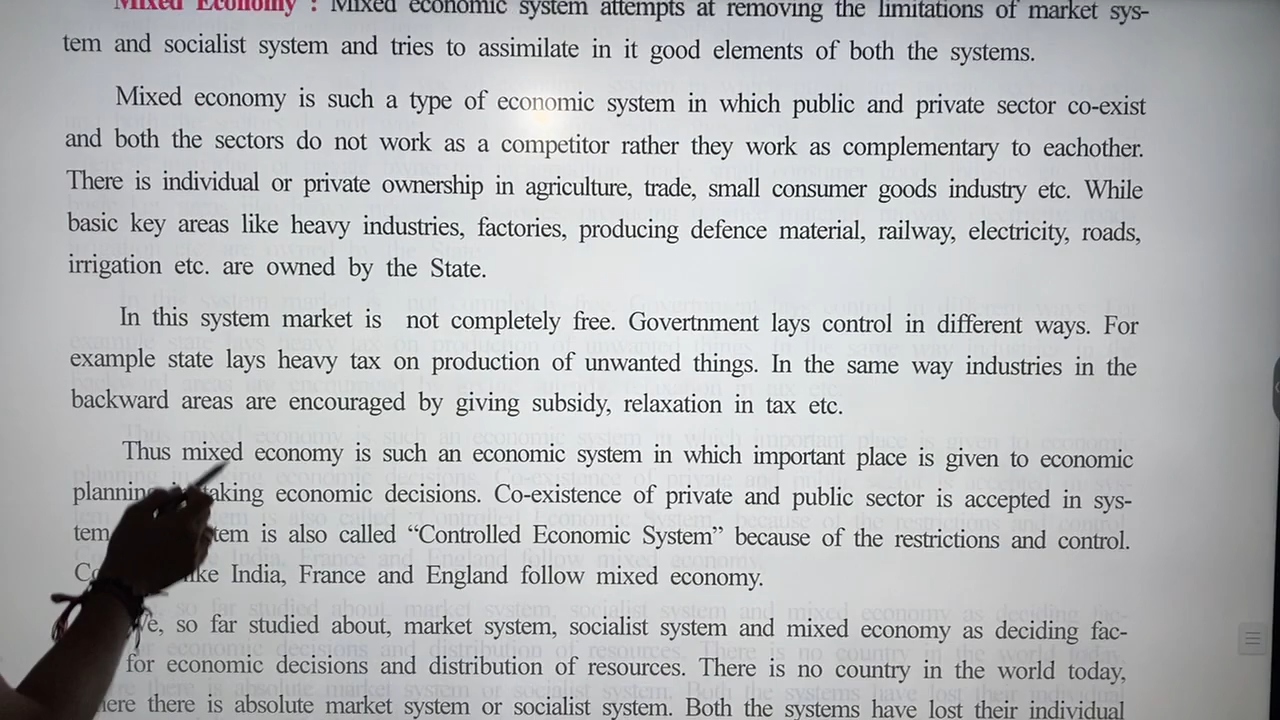 Mixed Economy : Mixed economic system attempts at removing the limitations of market sys-
tem and socialist system and tries to assimilate in it good elements of both the systems.
Mixed economy is such a type of economic system in which public and private sector co-exist
and both the sectors do not work as a competitor rather they work as complementary to eachother.
There is individual or private ownership in agriculture, trade, small consumer goods industry etc. While
basic key areas like heavy industries, factories, producing defence material, railway, electricity, roads,
irrigation etc. are owned by the State.
In this system market is not completely free. Govertnment lays control in different ways. For
example state lays heavy tax on production of unwanted things. In the same way industries in the
backward areas are encouraged by giving subsidy, relaxation in tax etc.
Thus mixed economy is such an economic system in which important place is given to economic
planning taking economic decisions. Co-existence of private and public sector is accepted in sys-
tem is also called “Controlled Economic System” because of the restrictions and control.
India, France and England follow mixed economy.
so far studied about, market system, socialist system and mixed economy as deciding fac-
for economic decisions and distribution of resources. There is no country in the world today,
there is absolute market system or socialist system. Both the systems have lost their individual